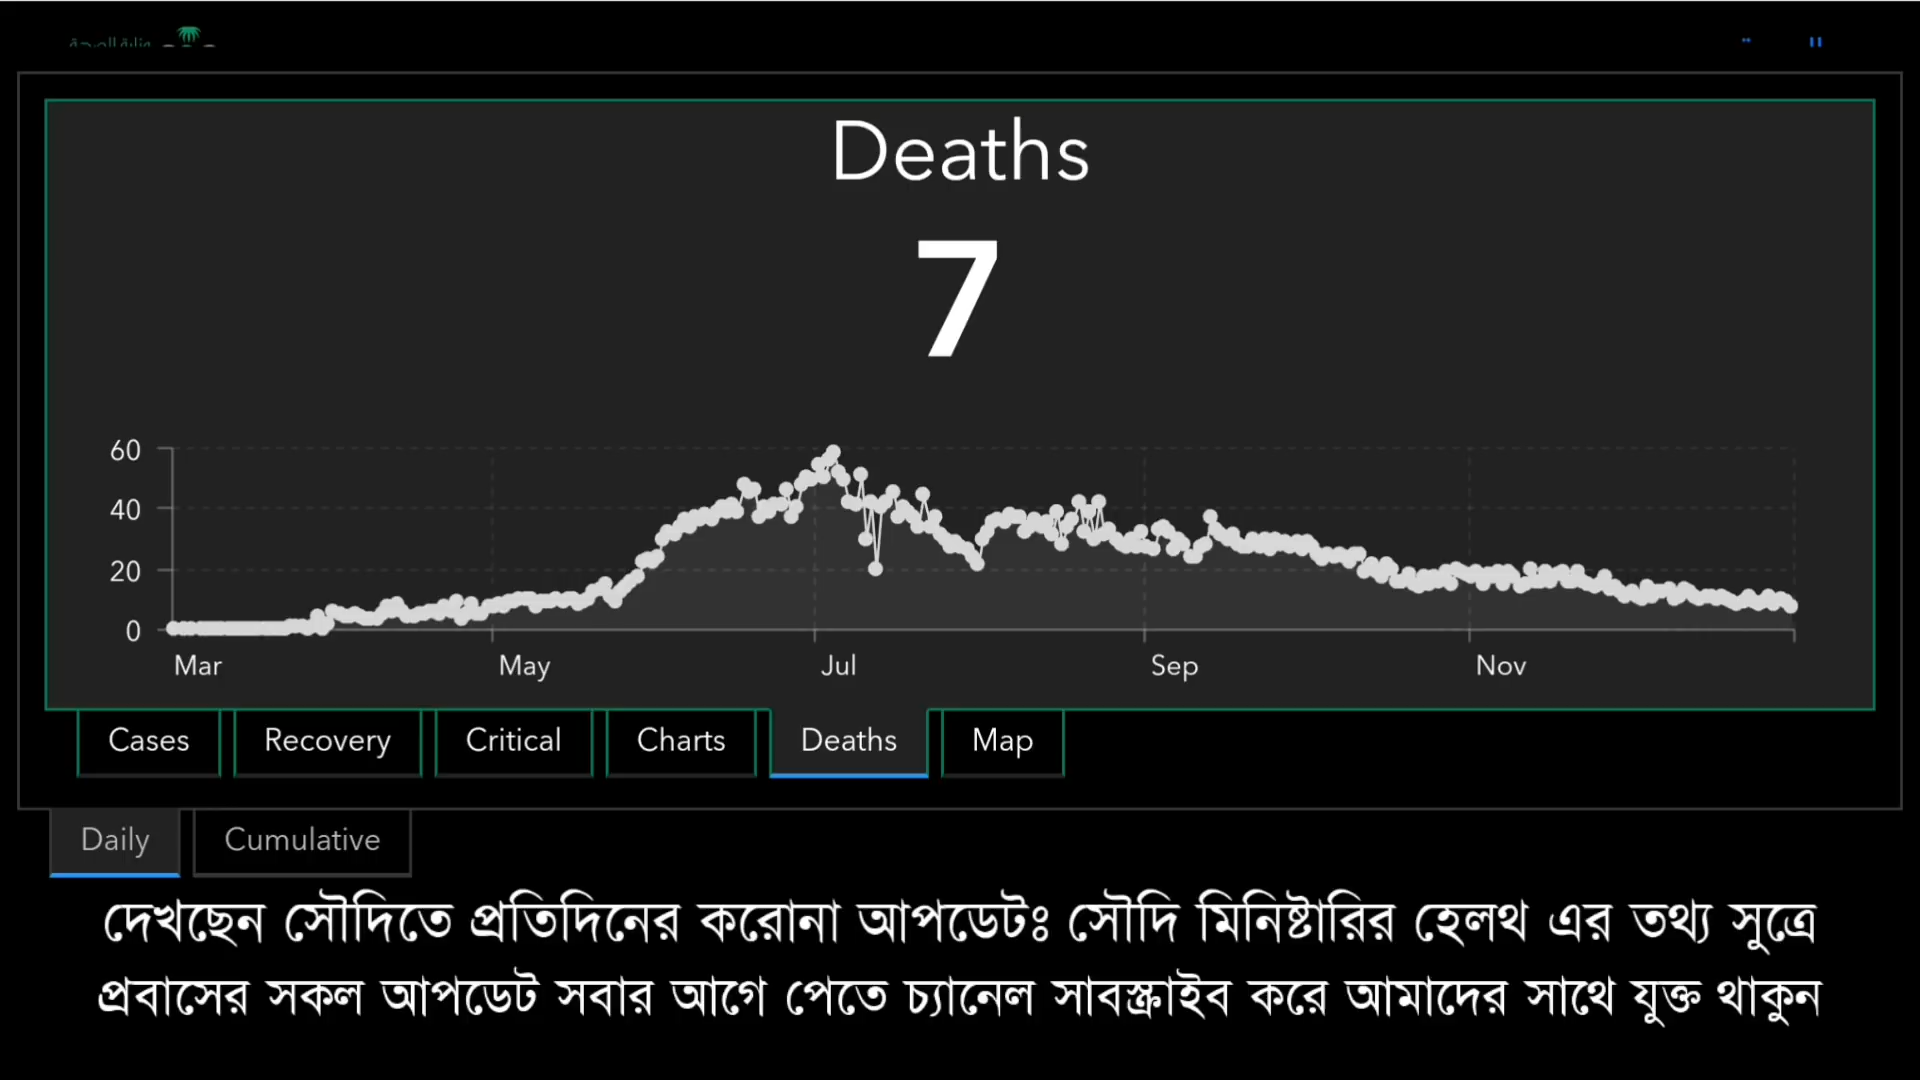 Deaths
7
60
40
20
0
Mar May Jul Sep Nov
Cases Recovery Critical Charts Deaths Map
Daily Cumulative
দেখছেন সৌদিতে প্রতিদিনের করোনা আপডেটঃ সৌদি মিনিষ্টারির হেলথ এর তথ্য সুত্রে
প্রবাসের সকল আপডেট সবার আগে পেতে চ্যানেল সাবস্ক্রাইব করে আমাদের সাথে যুক্ত থাকুন